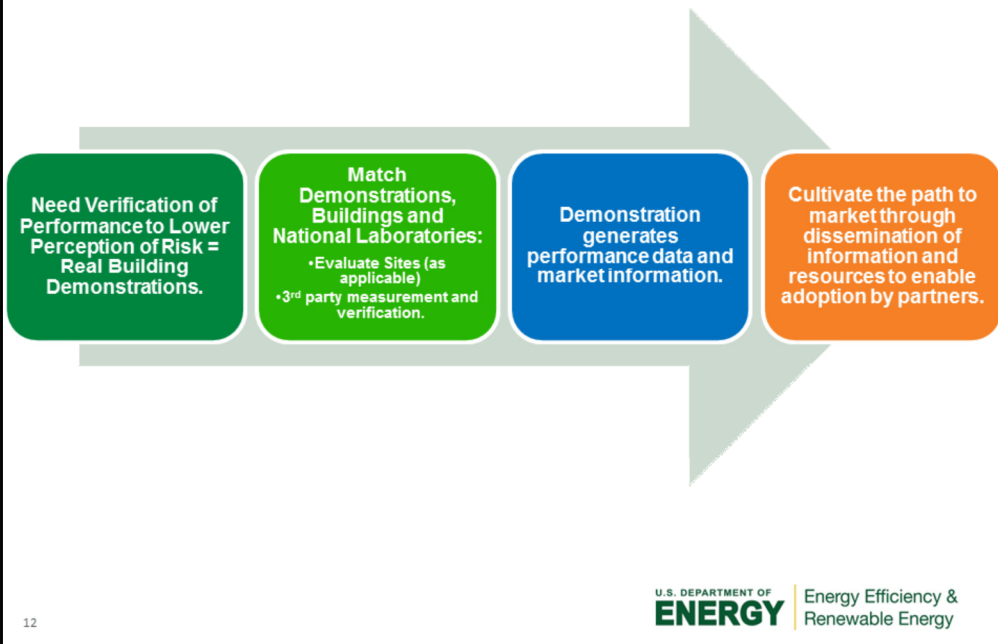 Need Verification of
Performance to Lower
Perception of Risk =
Real Building
Demonstrations.
Match
Demonstrations,
Buildings and
National Laboratories:
•Evaluate Sites (as
applicable)
•3rd party measurement and
verification.
Demonstration
generates
performance data and
market information.
Cultivate the path to
market through
dissemination of
information and
resources to enable
adoption by partners.
12
U.S. DEPARTMENT OF
ENERGY
Energy Efficiency &
Renewable Energy